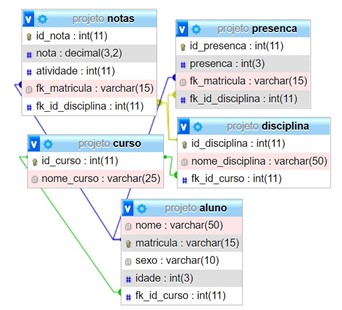 projeto notas
id_nota : int(11)
nota : decimal(3,2)
atividade : int(11)
fk_matricula : varchar(15)
fk_id_disciplina : int(11)
projeto presenca
id_presenca : int(11)
presenca : int(3)
fk_matricula : varchar(15)
fk_id_disciplina : int(11)
projeto disciplina
id_disciplina : int(11)
nome_disciplina : varchar(50)
fk_id_curso : int(11)
projeto curso
id_curso : int(11)
nome_curso : varchar(25)
projeto aluno
nome : varchar(50)
matricula : varchar(15)
sexo : varchar(10)
idade : int(3)
fk_id_curso : int(11)